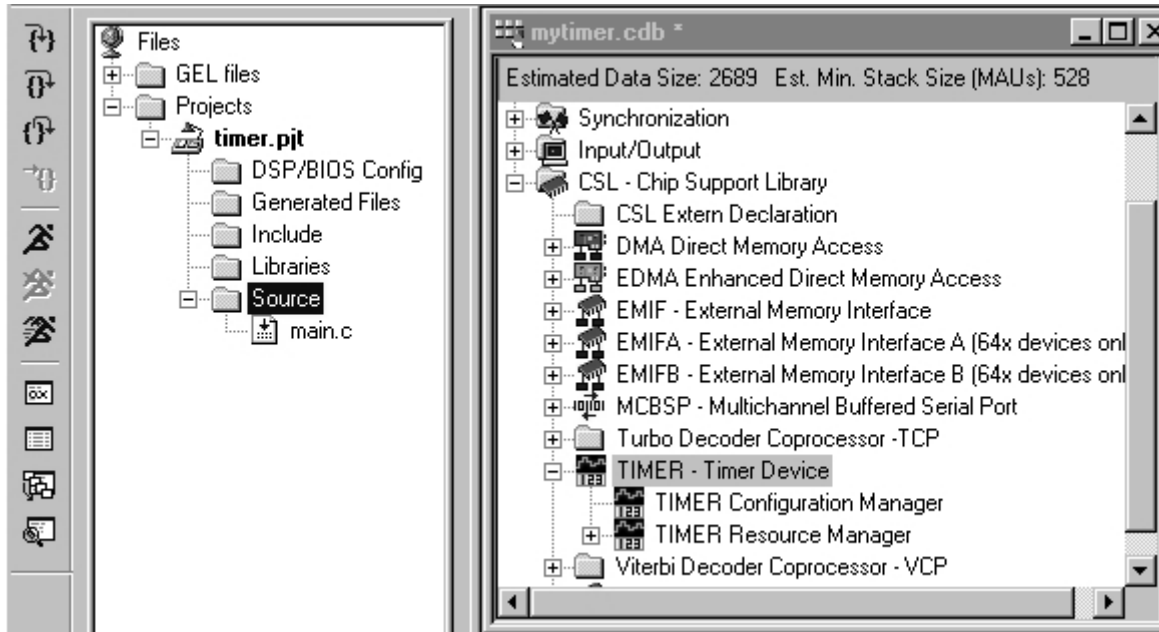 Files
GEL files
Projects
timer.pjt
DSP/BIOS Config
Generated Files
Include
Libraries
Source
main.c
mytimer.cdb *
Estimated Data Size: 2689 Est. Min. Stack Size (MAUs): 528
Synchronization
Input/Output
CSL - Chip Support Library
CSL Extern Declaration
DMA Direct Memory Access
EDMA Enhanced Direct Memory Access
EMIF - External Memory Interface
EMIFA - External Memory Interface A (64x devices onl
EMIFB - External Memory Interface B (64x devices onl
MCBSP - Multichannel Buffered Serial Port
Turbo Decoder Coprocessor -TCP
TIMER - Timer Device
TIMER Configuration Manager
TIMER Resource Manager
Viterbi Decoder Coprocessor - VCP